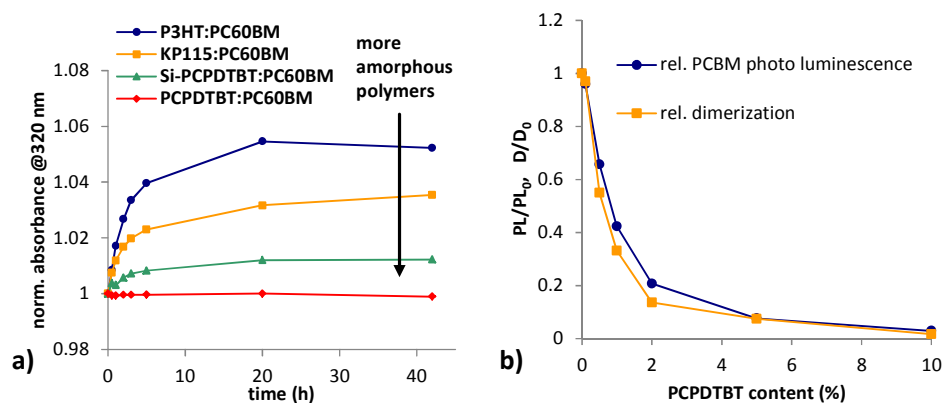 P3HT:PC60BM
KP115:PC60BM
Si-PCPDTBT:PC60BM
PCPDTBT:PC60BM
more
amorphous
polymers
norm. absorbance @320 nm
1.08
1.06
1.04
1.02
1
0.98
0
10
20
30
40
time (h)
a)
rel. PCBM photo luminescence
rel. dimerization
PL/PL₀, D/D₀
1.2
1
0.8
0.6
0.4
0.2
0
0
2
4
6
8
10
PCPDTBT content (%)
b)